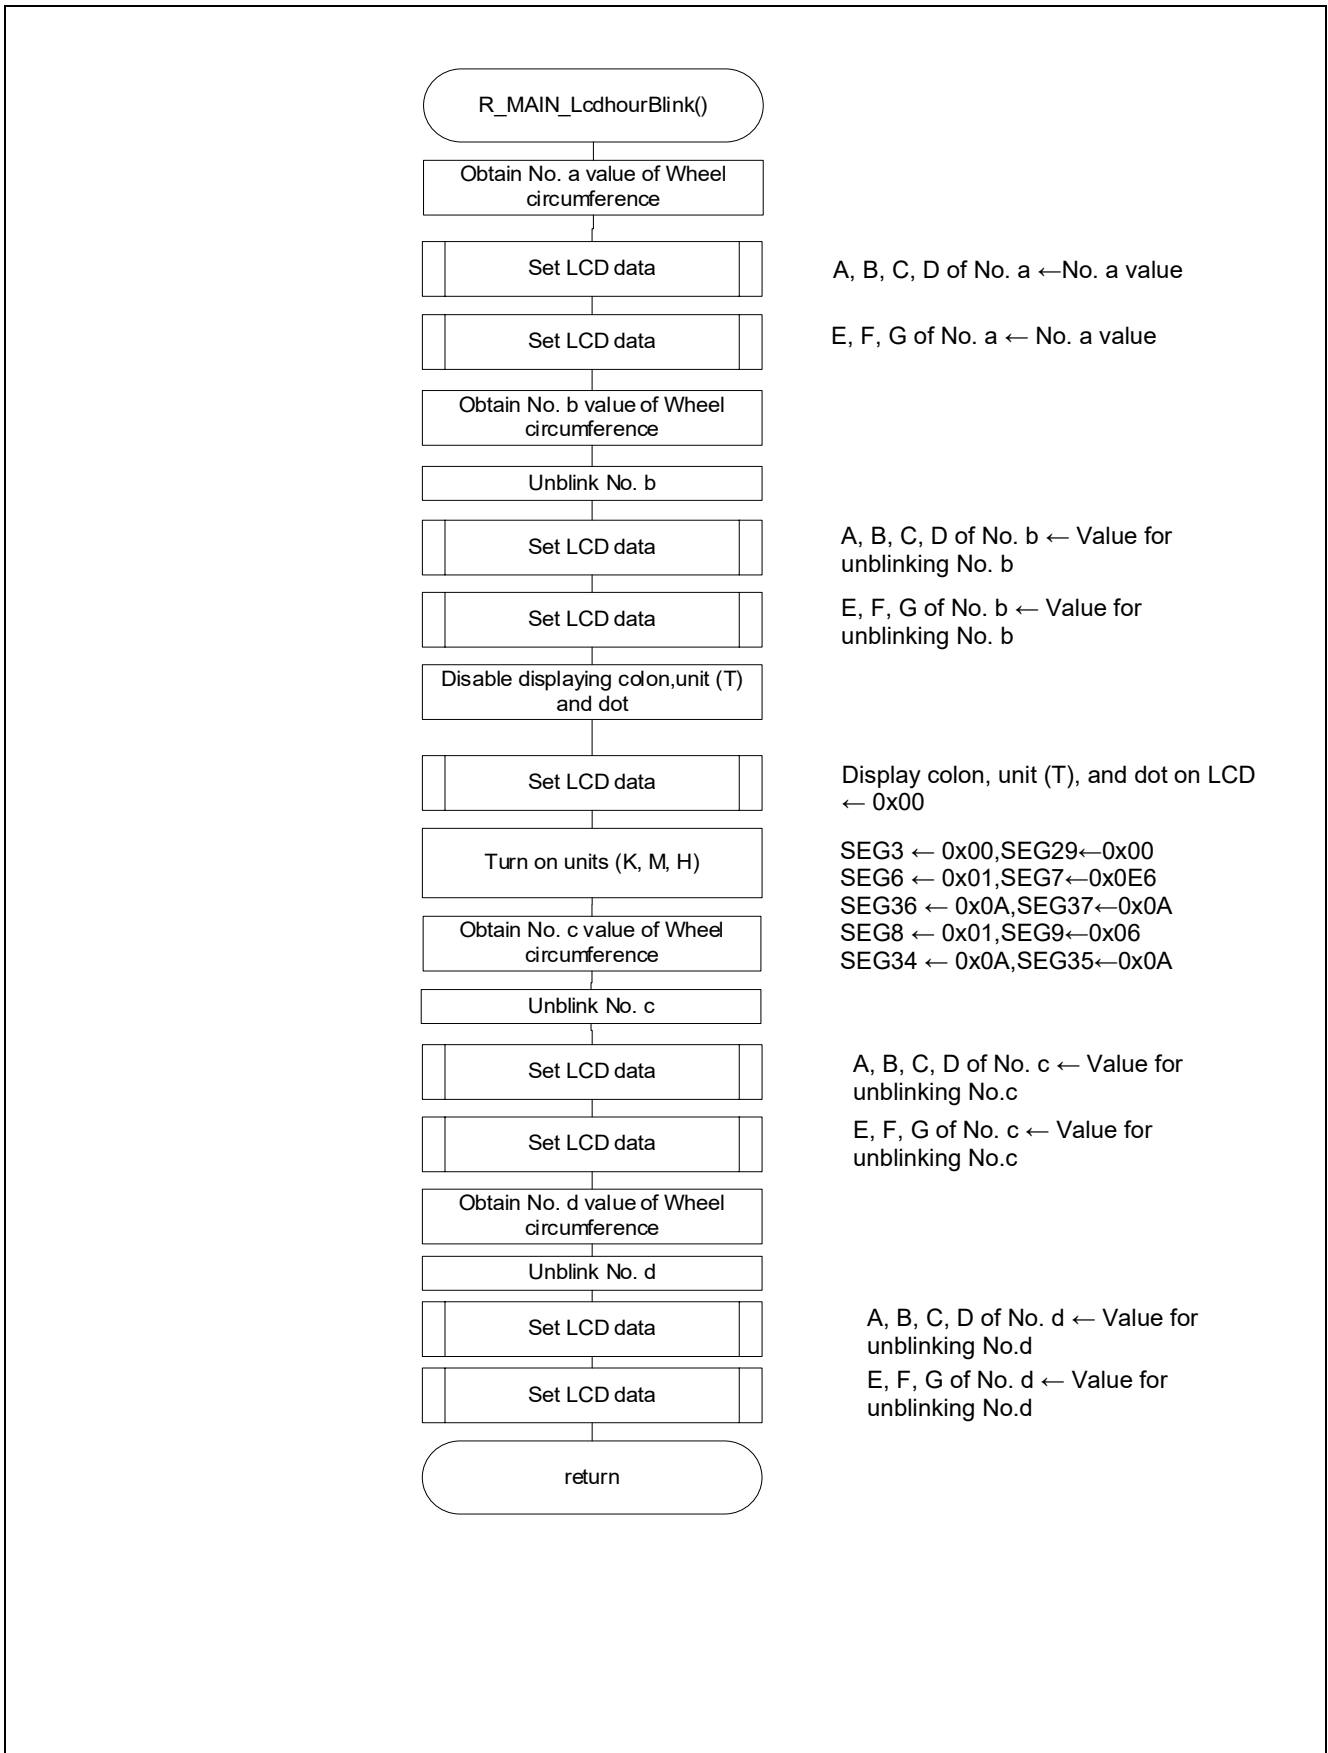 R_MAIN_LcdhourBlink()
Obtain No. a value of Wheel
circumference
Set LCD data
A, B, C, D of No. a ←No. a value
Set LCD data
E, F, G of No. a ← No. a value
Obtain No. b value of Wheel
circumference
Unblink No. b
Set LCD data
A, B, C, D of No. b ← Value for
unblinking No. b
Set LCD data
E, F, G of No. b ← Value for
unblinking No. b
Disable displaying colon,unit (T)
and dot
Set LCD data
Display colon, unit (T), and dot on LCD
← 0x00
Turn on units (K, M, H)
SEG3 ← 0x00,SEG29←0x00
SEG6 ← 0x01,SEG7←0x0E6
SEG36 ← 0x0A,SEG37←0x0A
SEG8 ← 0x01,SEG9←0x06
SEG34 ← 0x0A,SEG35←0x0A
Obtain No. c value of Wheel
circumference
Unblink No. c
Set LCD data
A, B, C, D of No. c ← Value for
unblinking No.c
Set LCD data
E, F, G of No. c ← Value for
unblinking No.c
Obtain No. d value of Wheel
circumference
Unblink No. d
Set LCD data
A, B, C, D of No. d ← Value for
unblinking No.d
Set LCD data
E, F, G of No. d ← Value for
unblinking No.d
return